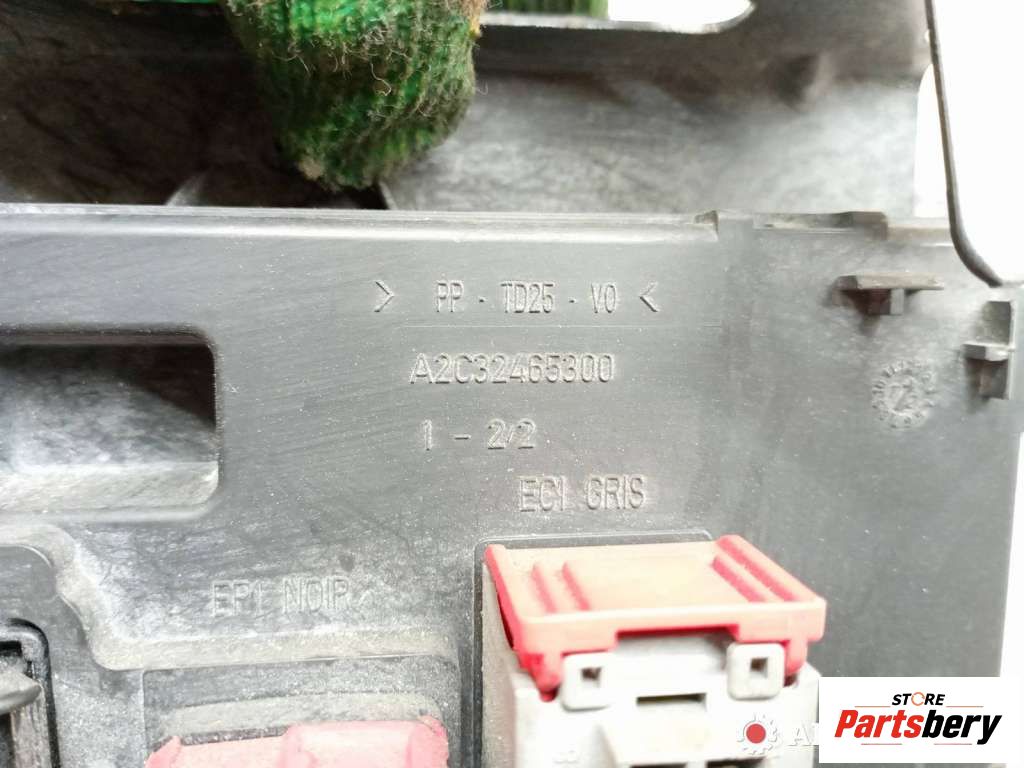 > PP - TD25 - V0 <
A2C32465300
1 - 2/2
EC1 GRIS
EP1 NOIR
STORE
Partsbery